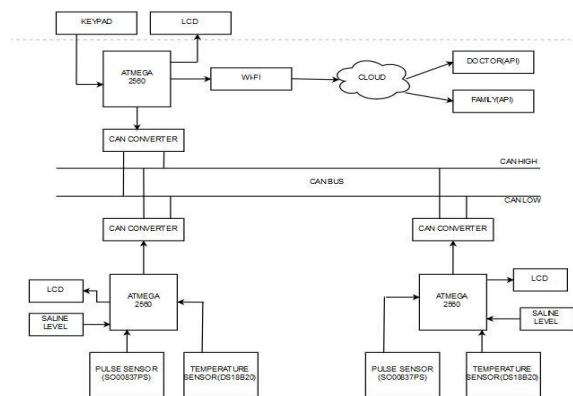 KEYPAD
LCD
ATMEGA
2560
WI-FI
CLOUD
DOCTOR(API)
FAMILY(API)
CAN CONVERTER
CAN HIGH
CAN BUS
CAN LOW
CAN CONVERTER
CAN CONVERTER
LCD
ATMEGA
2560
SALINE
LEVEL
PULSE SENSOR
(SO00837PS)
TEMPERATURE
SENSOR(DS18B20)
ATMEGA
2560
LCD
SALINE
LEVEL
PULSE SENSOR
(SO00837PS)
TEMPERATURE
SENSOR(DS18B20)